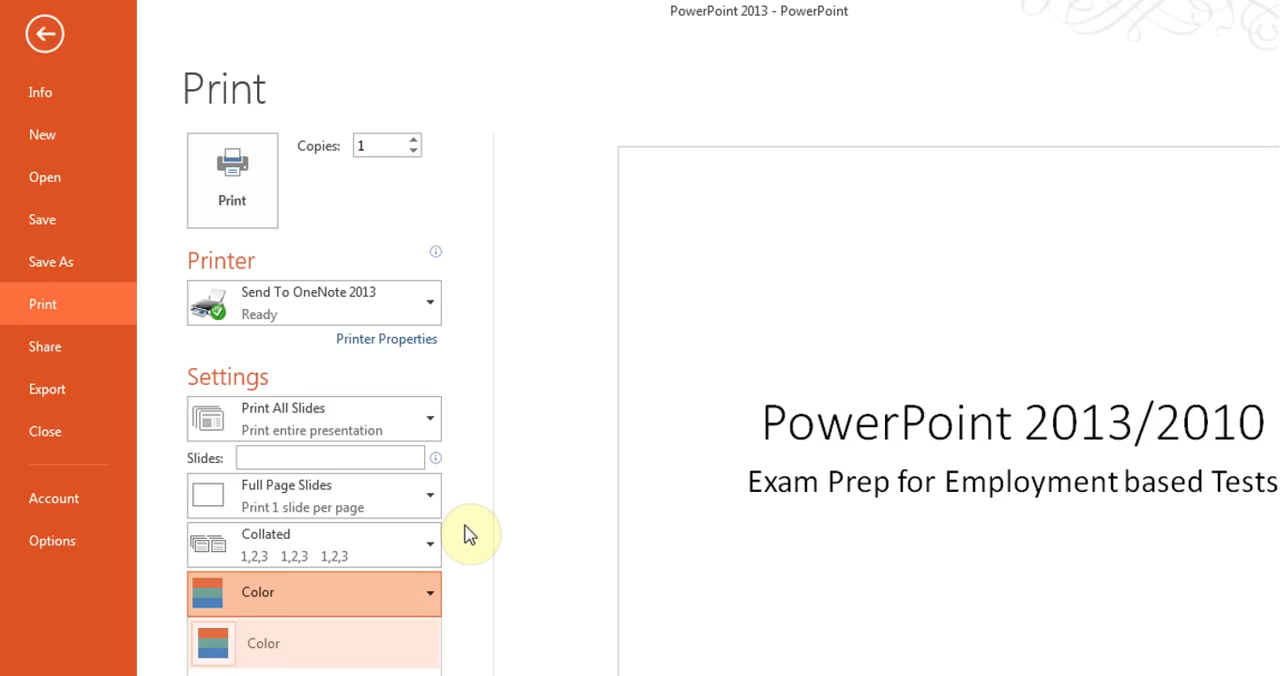 PowerPoint 2013 - PowerPoint
Info
New
Open
Save
Save As
Print
Share
Export
Close
Account
Options
Print
Print
Copies: 1
Printer
Send To OneNote 2013
Ready
Printer Properties
Settings
Print All Slides
Print entire presentation
Slides:
Full Page Slides
Print 1 slide per page
Collated
1,2,3 1,2,3 1,2,3
Color
Color
PowerPoint 2013/2010
Exam Prep for Employment based Tests